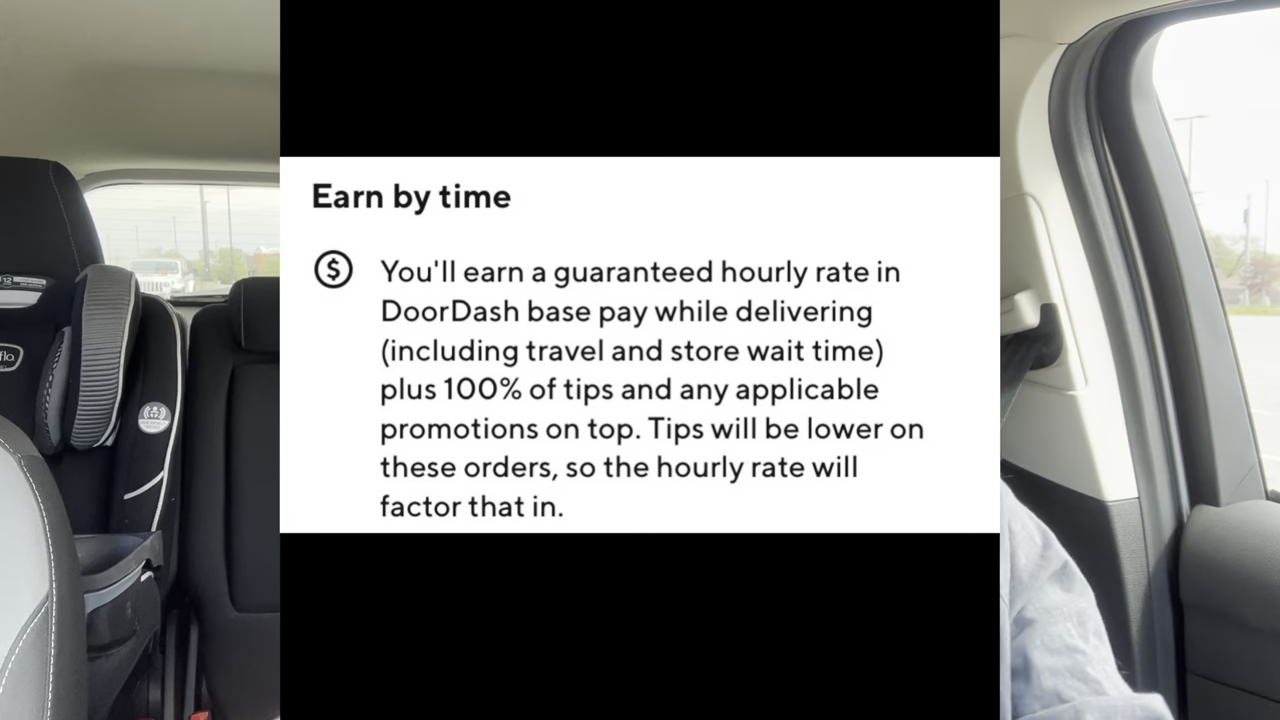 Earn by time
You'll earn a guaranteed hourly rate in
DoorDash base pay while delivering
(including travel and store wait time)
plus 100% of tips and any applicable
promotions on top. Tips will be lower on
these orders, so the hourly rate will
factor that in.
12
flo